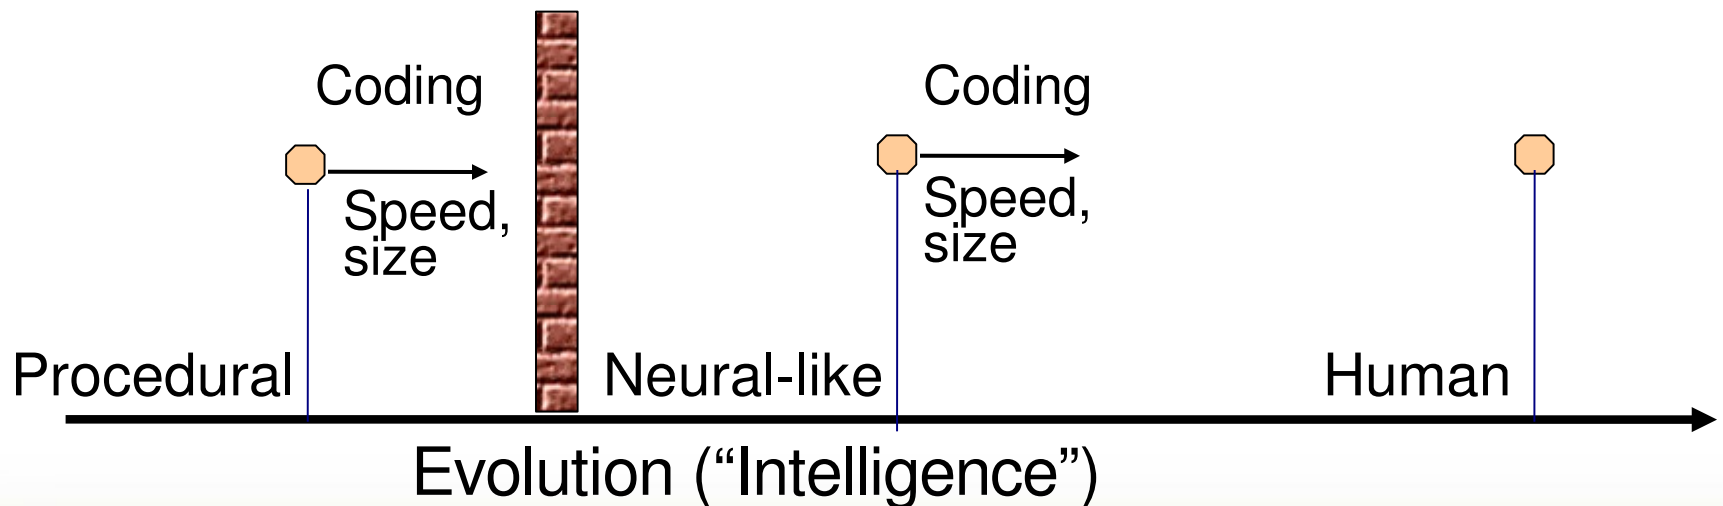 Coding
Coding
Speed,
size
Speed,
size
Procedural
Neural-like
Human
Evolution (“Intelligence”)